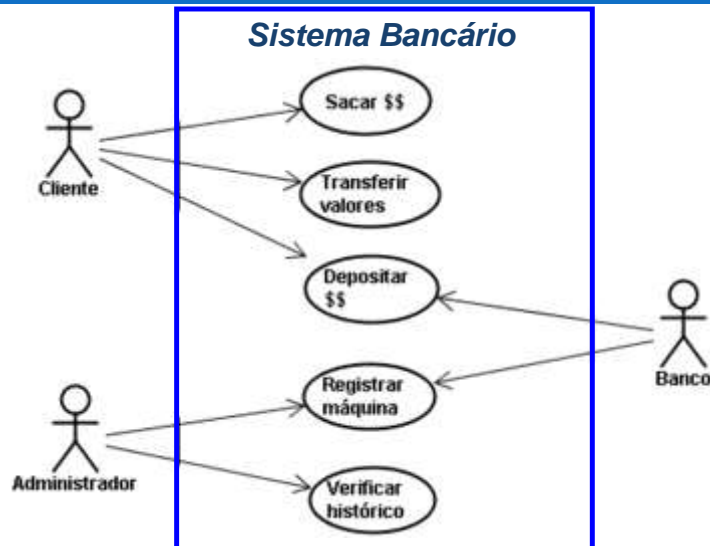 Sistema Bancário
Sacar $$
Cliente
Transferir
valores
Depositar
$$
Banco
Registrar
máquina
Administrador
Verificar
histórico